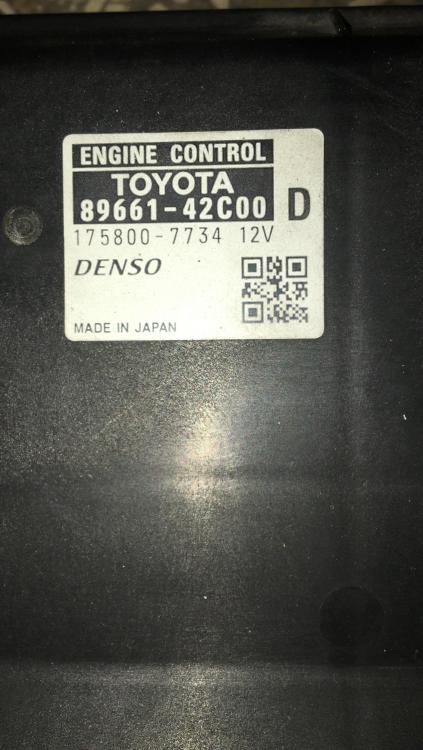 ENGINE CONTROL
TOYOTA
89661-42C00 D
175800-7734 12V
DENSO
MADE IN JAPAN